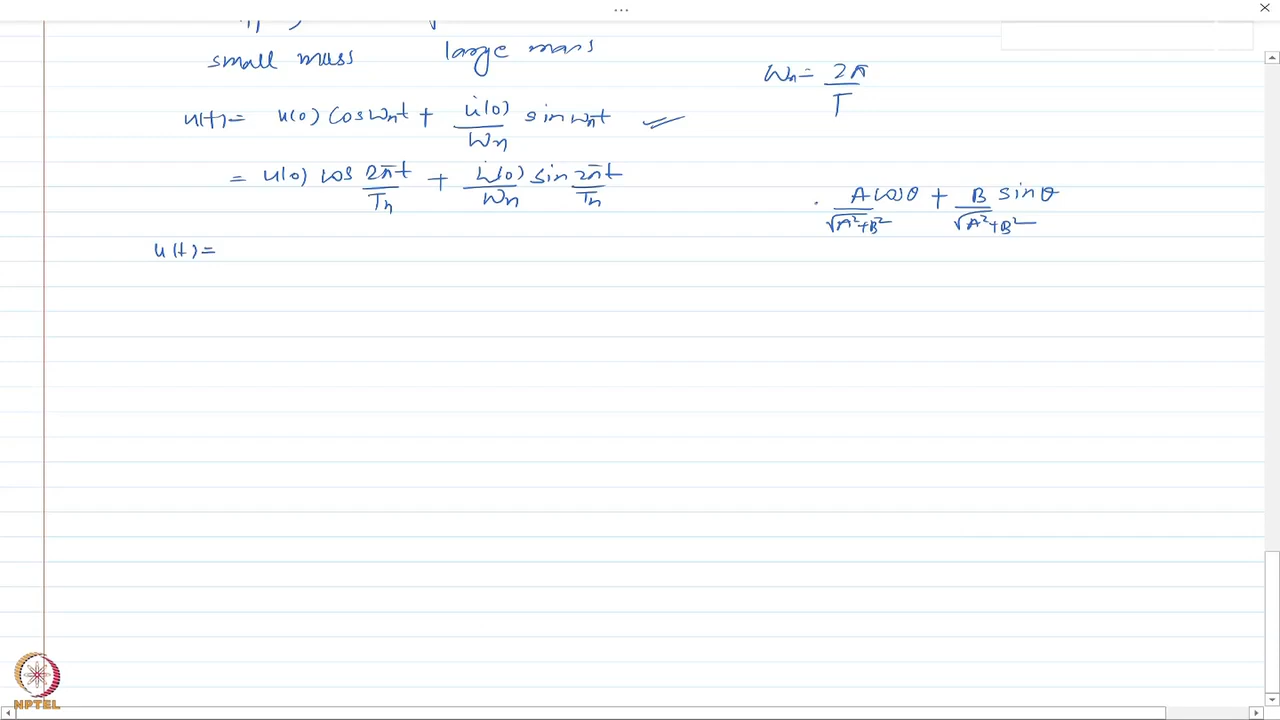 small mass large mass
ωn = 2π/T
u(t) = u(0) cos ωnt + u̇(0)/ωn sin ωnt
= u(0) cos 2πt/Tn + u̇(0)/ωn sin 2πt/Tn
A cosθ/√A²+B² + B sinθ/√A²+B²
u(t) =
NPTEL